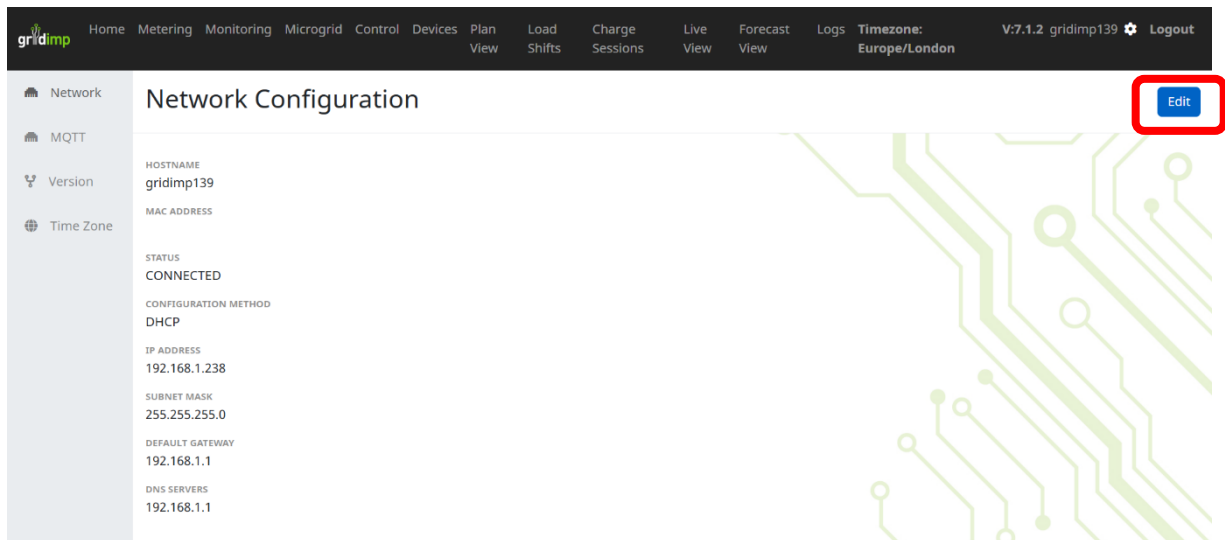 gridimp
Home Metering Monitoring Microgrid Control Devices Plan View Load Shifts Charge Sessions Live View Forecast View Logs Timezone: Europe/London V:7.1.2 gridimp139 Logout
Network
MQTT
Version
Time Zone
Network Configuration
Edit
HOSTNAME
gridimp139
MAC ADDRESS
STATUS
CONNECTED
CONFIGURATION METHOD
DHCP
IP ADDRESS
192.168.1.238
SUBNET MASK
255.255.255.0
DEFAULT GATEWAY
192.168.1.1
DNS SERVERS
192.168.1.1